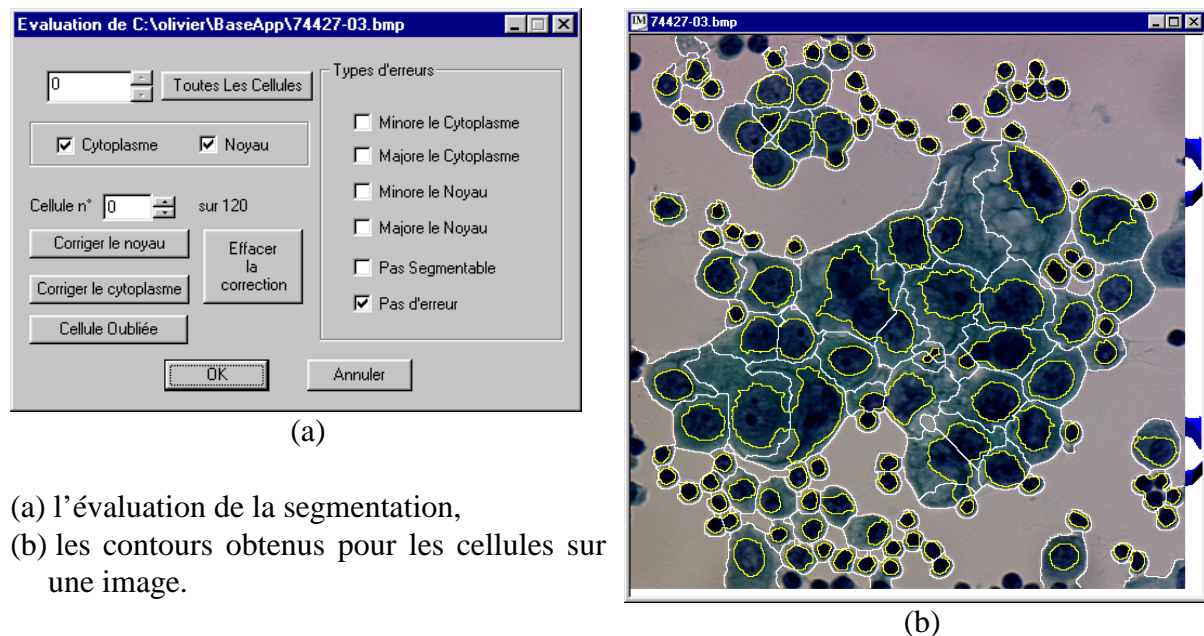 Evaluation de C:\olivier\BaseApp\74427-03.bmp
0
Toutes Les Cellules
Cytoplasme
Noyau
Cellule n°
0
sur 120
Corriger le noyau
Corriger le cytoplasme
Cellule Oubliée
Effacer
la
correction
Types d'erreurs
Minore le Cytoplasme
Majore le Cytoplasme
Minore le Noyau
Majore le Noyau
Pas Segmentable
Pas d'erreur
OK
Annuler
(a)
(a) l'évaluation de la segmentation,
(b) les contours obtenus pour les cellules sur
une image.
IM 74427-03.bmp
(b)